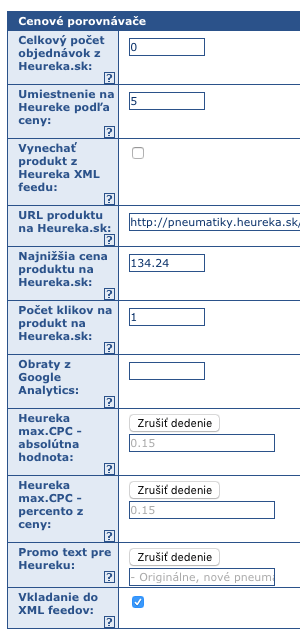 Cenové porovnávače
Celkový počet
objednávok z
Heureka.sk:
?
0
Umiestnenie na
Heureke podľa
ceny:
?
5
Vynechať
produkt z
Heureka XML
feedu:
?
URL produktu
na Heureka.sk:
?
http://pneumatiky.heureka.sk/
Najnižšia cena
produktu na
Heureka.sk:
?
134.24
Počet klikov na
produkt na
Heureka.sk:
?
1
Obraty z
Google
Analytics:
?
Heureka
max.CPC -
absolútna
hodnota:
?
Zrušiť dedenie
0.15
Heureka
max.CPC -
percento z
ceny:
?
Zrušiť dedenie
0.15
Promo text pre
Heureku:
?
Zrušiť dedenie
- Originálne, nové pneuma
Vkladanie do
XML feedov:
?